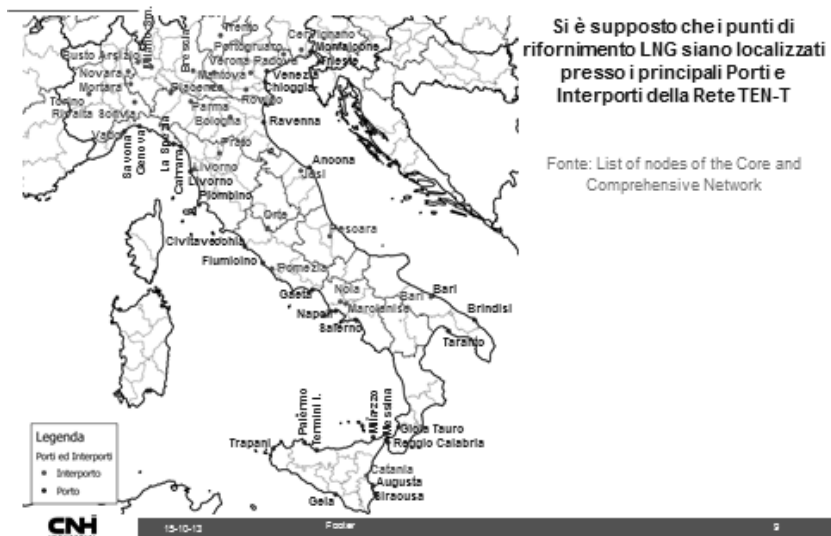 Si è supposto che i punti di
rifornimento LNG siano localizzati
presso i principali Porti e
Interporti della Rete TEN-T
Fonte: List of nodes of the Core and
Comprehensive Network
Trento
Cervignano
Portogruaro
Monfalcone
Busto Arsizio
Brescia
Verona Padova
Trieste
Novara
Mantova
Venezia
Mortara
Piacenza
Chioggia
Torino
Rovigo
Rivalta Scrivia
Parma
Bologna
Ravenna
Vado
Savona
Genova
La Spezia
Carrara
Prato
Ancona
Jesi
Livorno
Livorno
Piombino
Orte
Pescara
Civitavecchia
Fiumicino
Pomezia
Gaeta
Nola
Bari
Bari
Marcianise
Napoli
Brindisi
Salerno
Taranto
Palermo
Termini I.
Milazzo
Messina
Gioia Tauro
Trapani
Reggio Calabria
Catania
Augusta
Gela
Siracusa
Legenda
Porti ed Interporti
Interporto
Porto
CNH
15-10-13
Footer
9